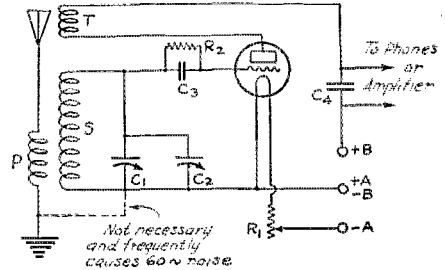 T
R2
To Phones
or
Amplifier
C3
C4
P
S
+B
C1
C2
+A
-B
R1
-A
Not necessary
and frequently
causes 60~ noise